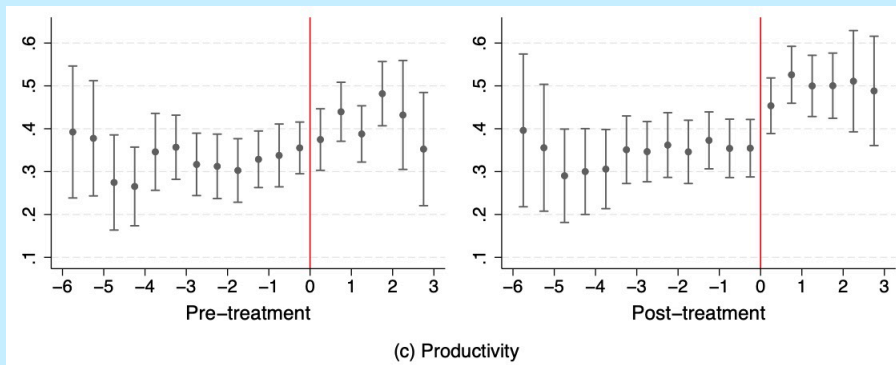 .6
.5
.4
.3
.2
.1
-6 -5 -4 -3 -2 -1 0 1 2 3
Pre-treatment
.6
.5
.4
.3
.2
.1
-6 -5 -4 -3 -2 -1 0 1 2 3
Post-treatment
(c) Productivity